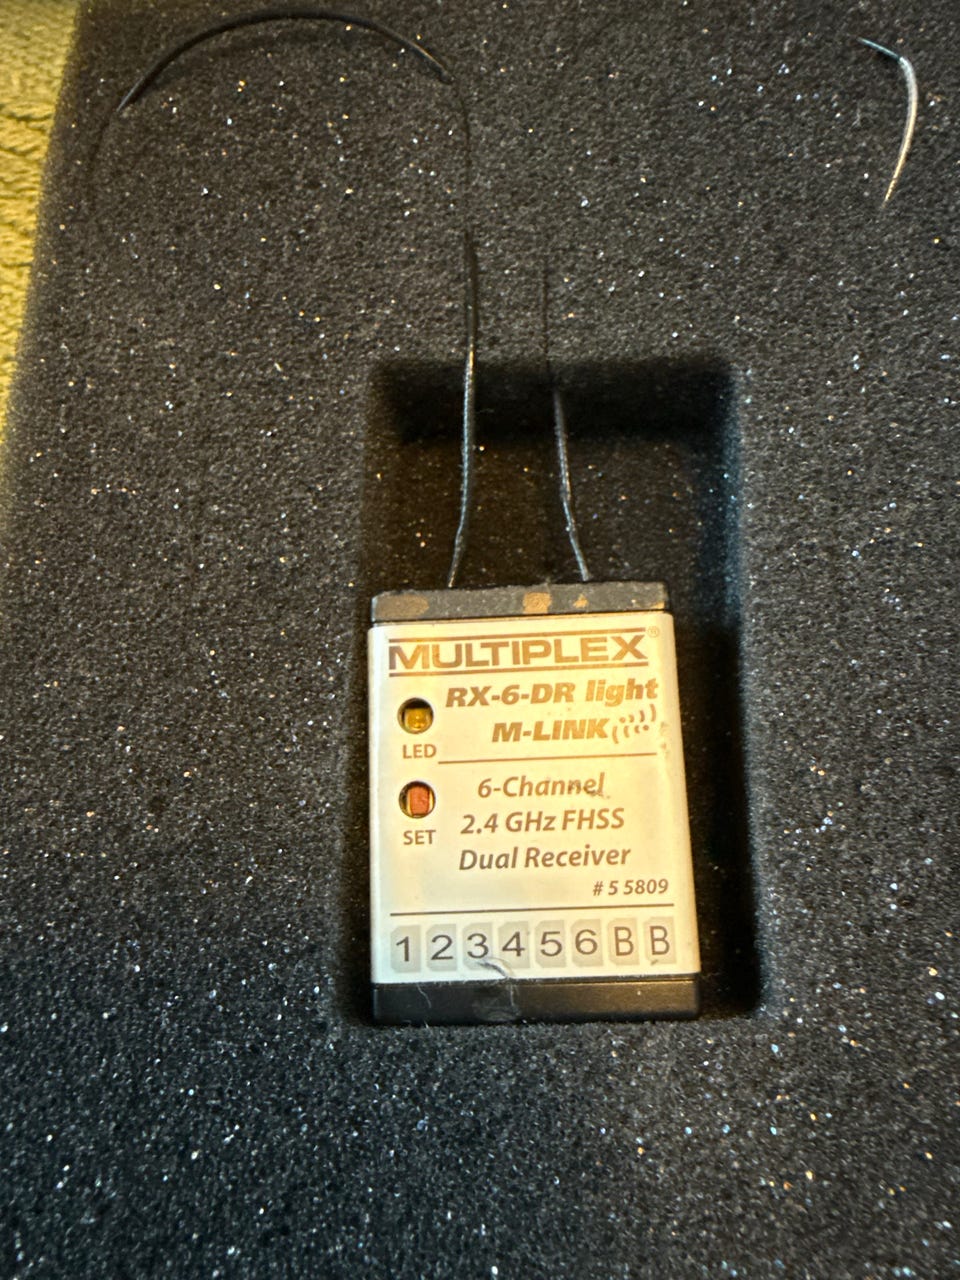 MULTIPLEX®
RX-6-DR light
M-LINK
LED
6-Channel
2.4 GHz FHSS
SET
Dual Receiver
# 5 5809
1 2 3 4 5 6 B B